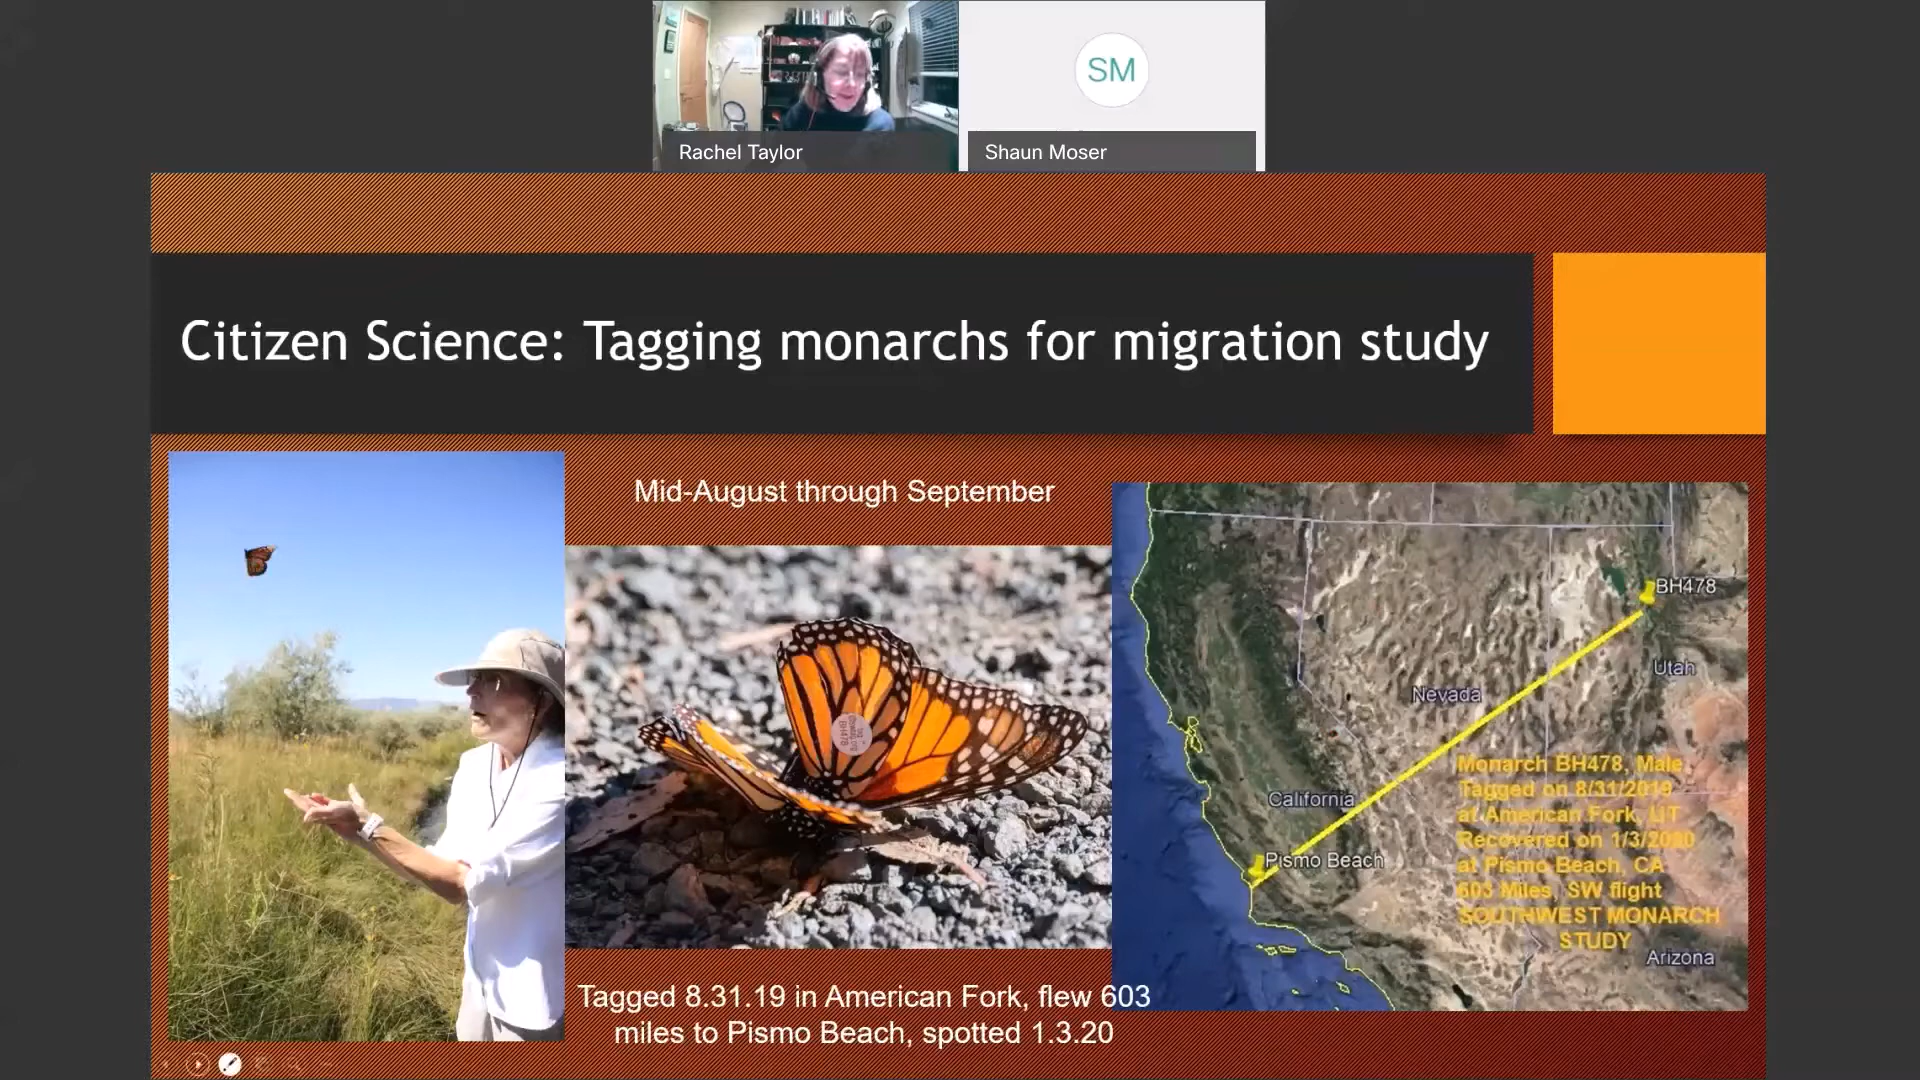 SM
Rachel Taylor
Shaun Moser
Citizen Science: Tagging monarchs for migration study
Mid-August through September
BH478
Utah
Nevada
Monarch BH478, Male
Tagged on 8/31/2019
at American Fork, UT
California
Recovered on 1/3/2020
Pismo Beach
at Pismo Beach, CA
603 Miles, SW flight
SOUTHWEST MONARCH
STUDY
Arizona
Tagged 8.31.19 in American Fork, flew 603
miles to Pismo Beach, spotted 1.3.20